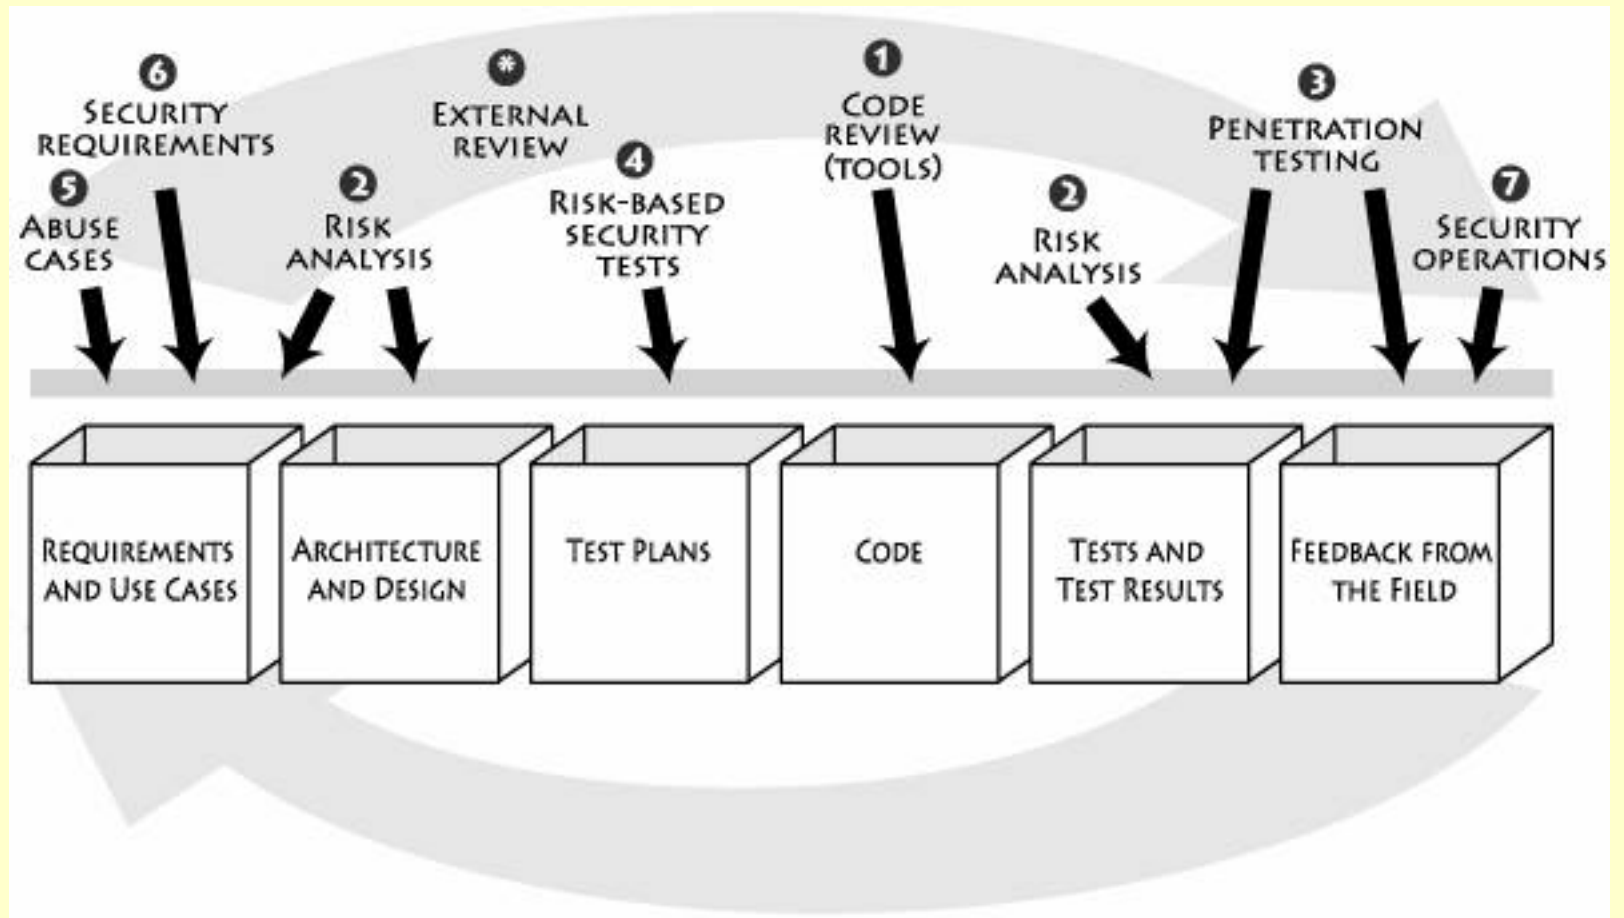 6
SECURITY
REQUIREMENTS
5
ABUSE
CASES
2
RISK
ANALYSIS
*
EXTERNAL
REVIEW
4
RISK-BASED
SECURITY
TESTS
1
CODE
REVIEW
(TOOLS)
2
RISK
ANALYSIS
3
PENETRATION
TESTING
7
SECURITY
OPERATIONS
REQUIREMENTS
AND USE CASES
ARCHITECTURE
AND DESIGN
TEST PLANS
CODE
TESTS AND
TEST RESULTS
FEEDBACK FROM
THE FIELD